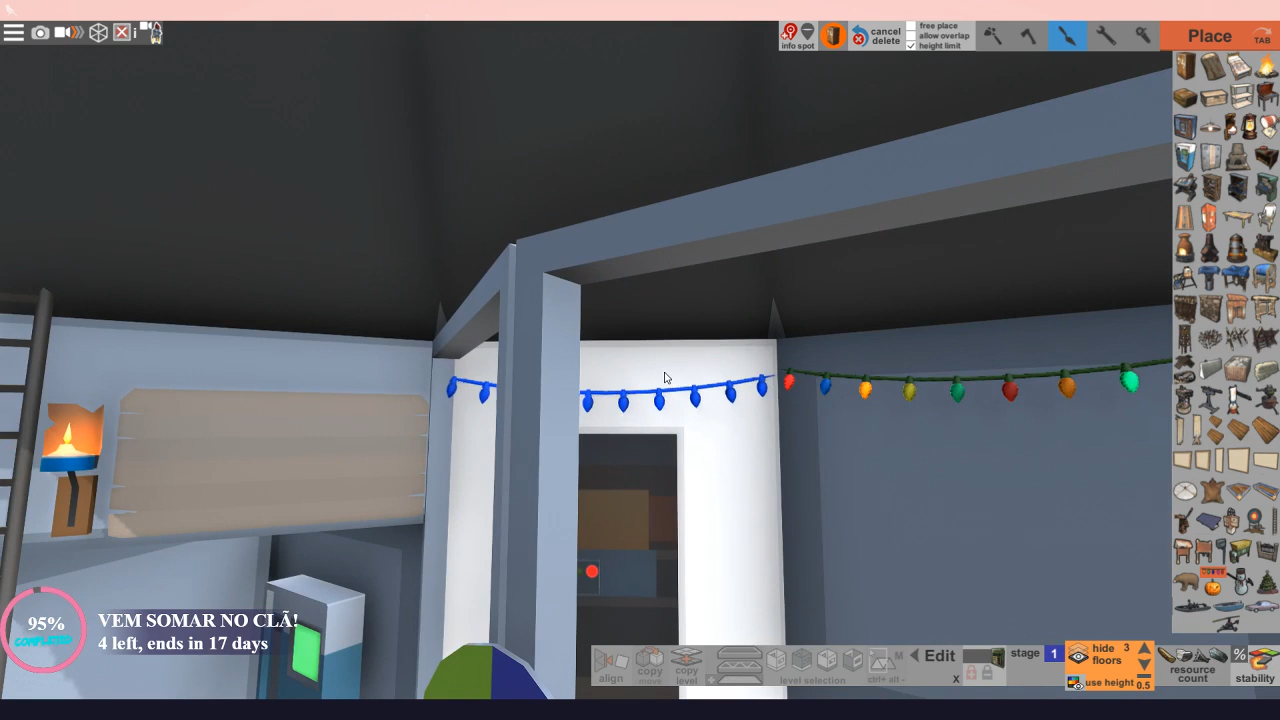 info spot
cancel
delete
free place
allow overlap
height limit
Place
TAB
95%
COMPLETED
VEM SOMAR NO CLÃ!
4 left, ends in 17 days
align
copy
move
copy
level
level selection
M
ctrl+ alt -
Edit
X
stage 1
hide
floors
3
use height 0.5
resource
count
%
stability